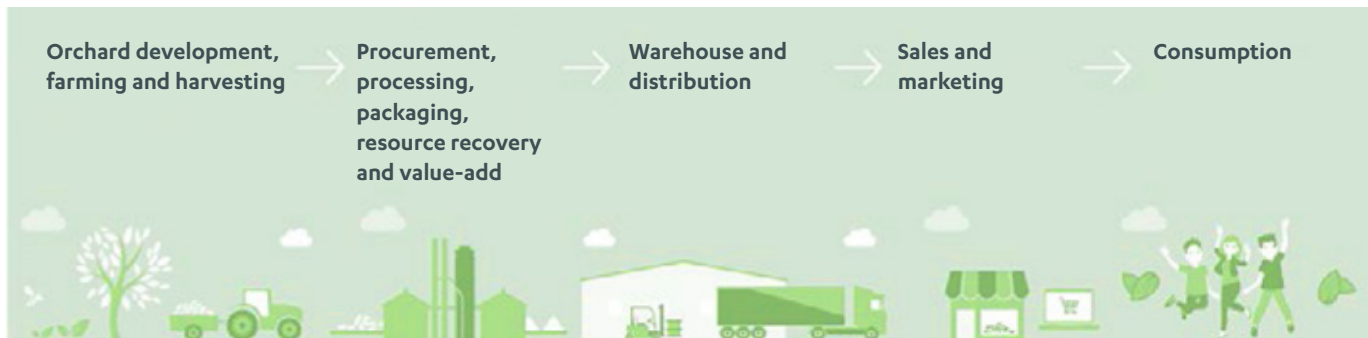 Orchard development,
farming and harvesting
Procurement,
processing,
packaging,
resource recovery
and value-add
Warehouse and
distribution
Sales and
marketing
Consumption